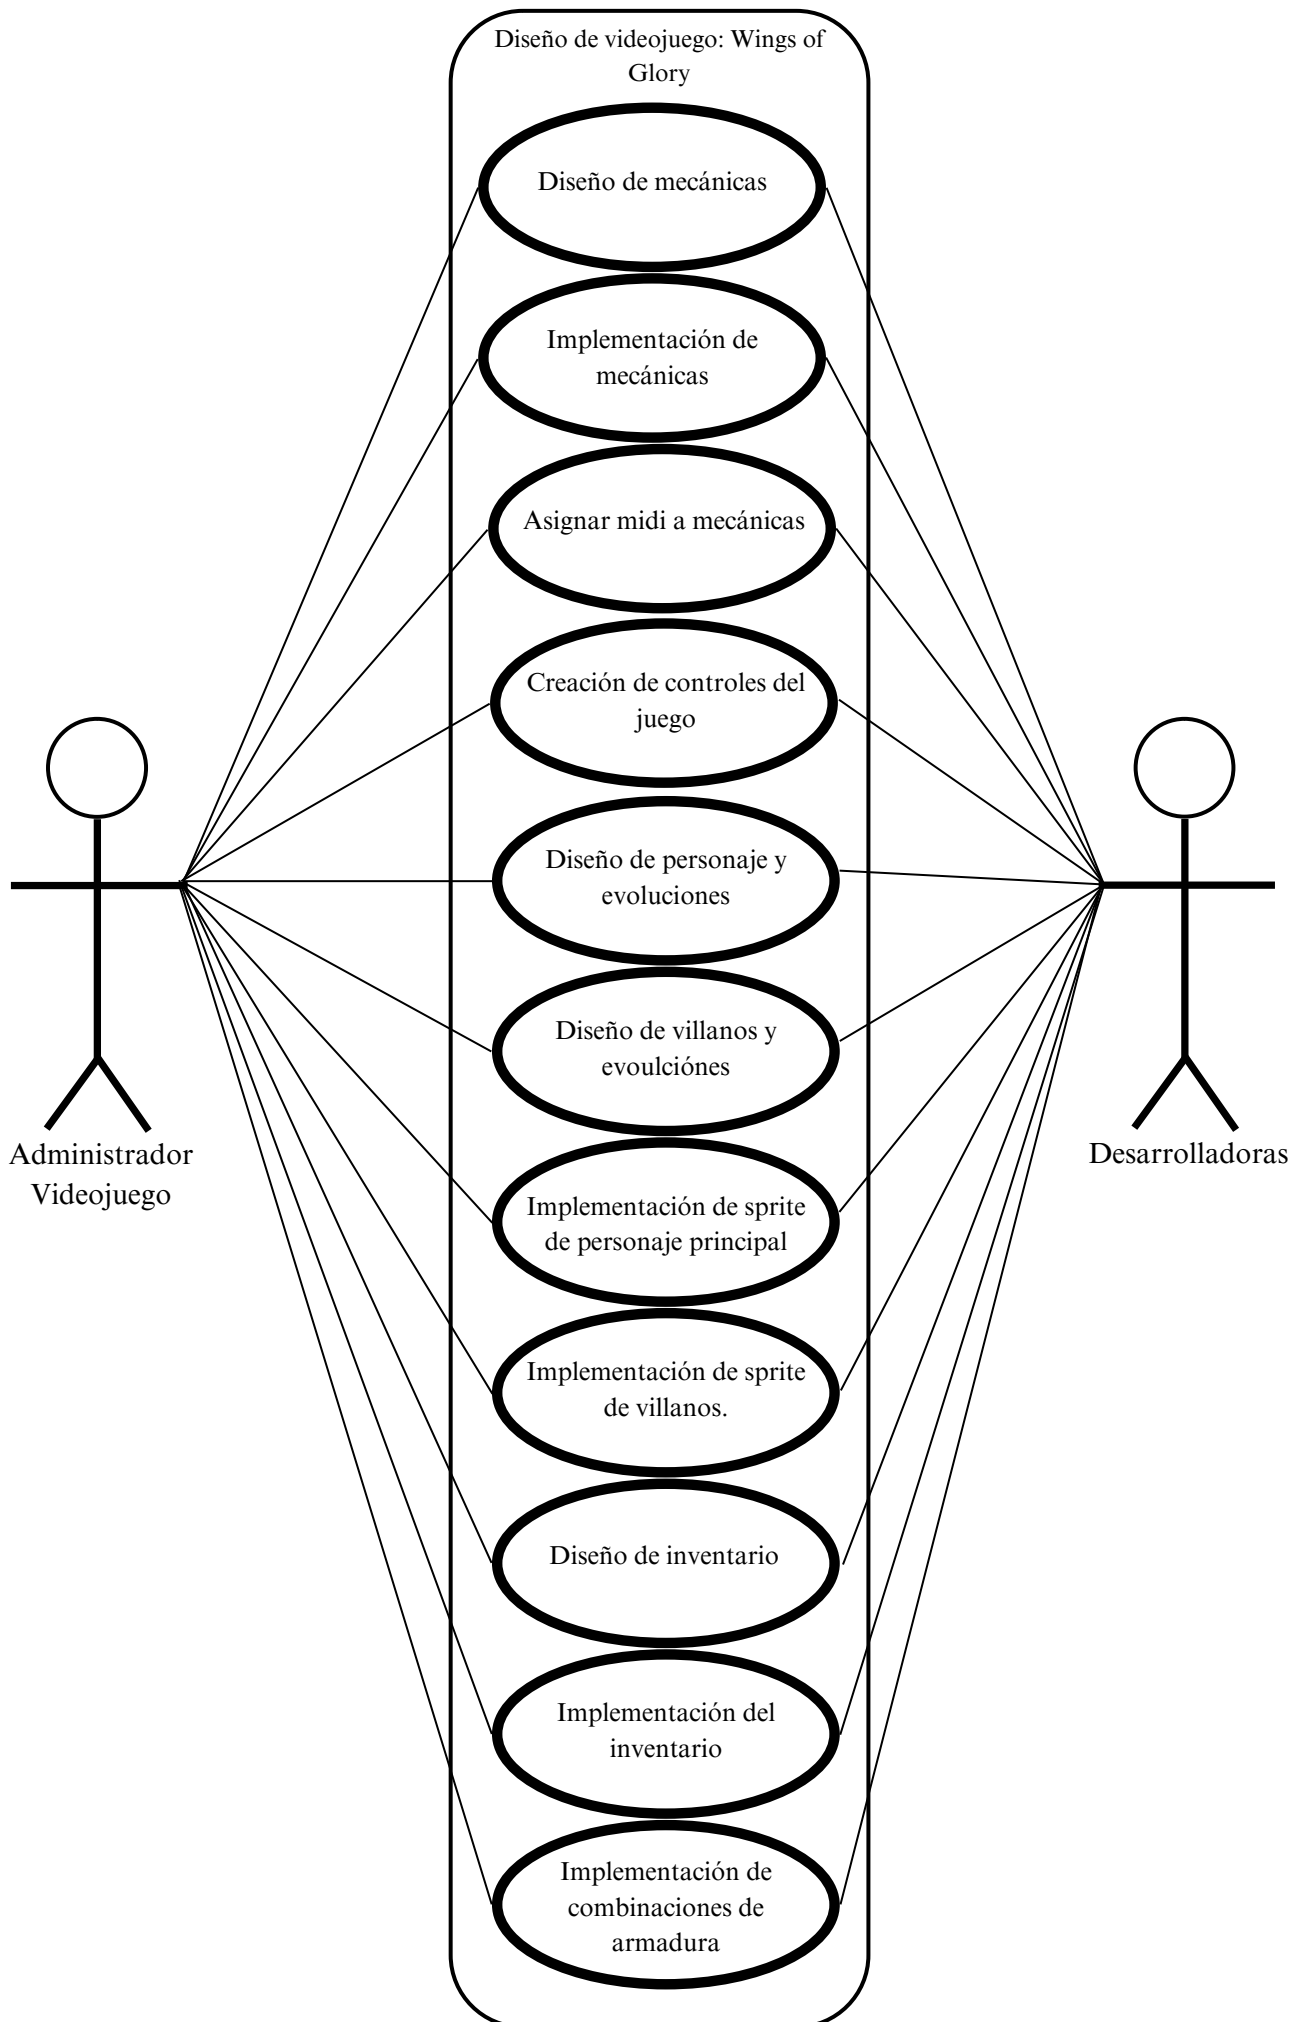 Diseño de videojuego: Wings of
Glory
Diseño de mecánicas
Implementación de
mecánicas
Asignar midi a mecánicas
Creación de controles del
juego
Diseño de personaje y
evoluciones
Diseño de villanos y
evoulciónes
Administrador
Videojuego
Desarrolladoras
Implementación de sprite
de personaje principal
Implementación de sprite
de villanos.
Diseño de inventario
Implementación del
inventario
Implementación de
combinaciones de
armadura